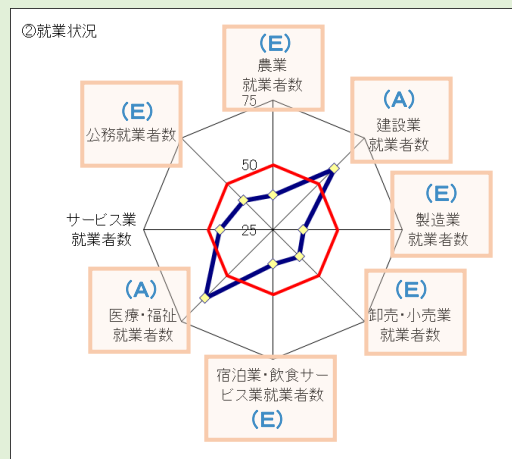 ②就業状況
(E)
農業
就業者数
75
50
25
(A)
建設業
就業者数
(E)
製造業
就業者数
(E)
卸売・小売業
就業者数
宿泊業・飲食サー
ビス業就業者数
(E)
(A)
医療・福祉
就業者数
サービス業
就業者数
(E)
公務就業者数